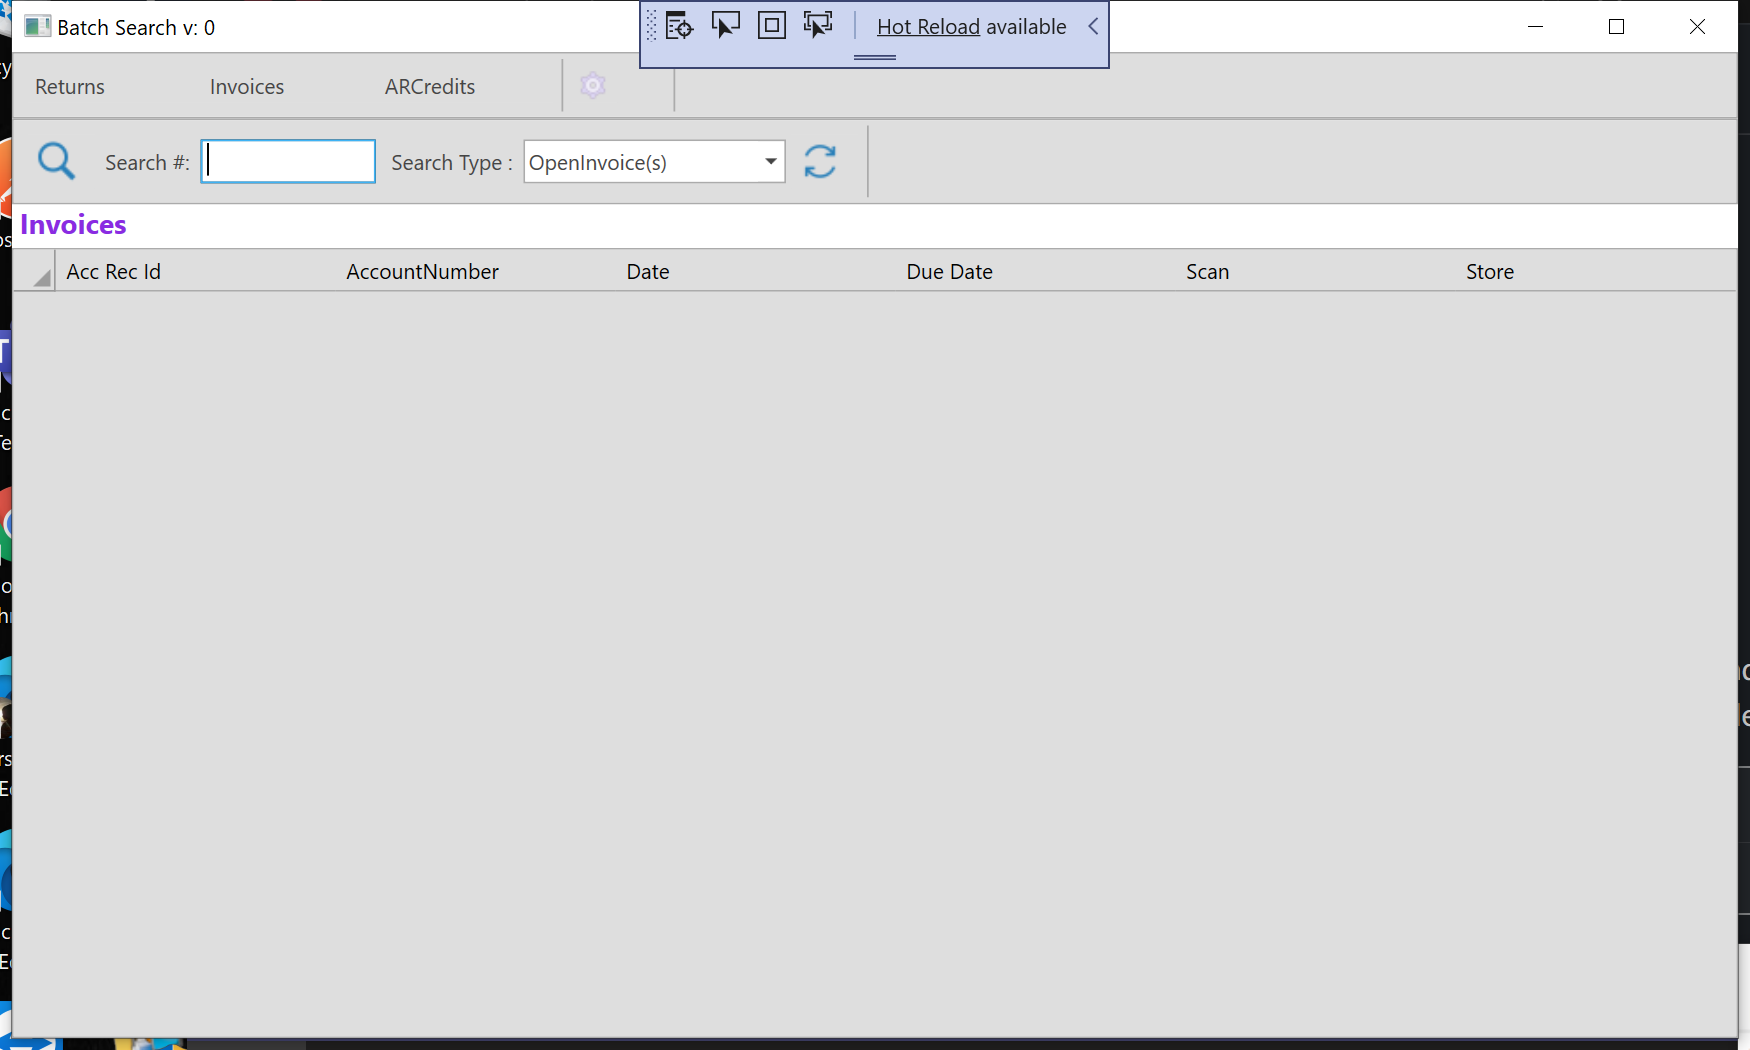 Batch Search v: 0
Hot Reload available
Returns Invoices ARCredits
Search #: Search Type : OpenInvoice(s)
Invoices
Acc Rec Id AccountNumber Date Due Date Scan Store